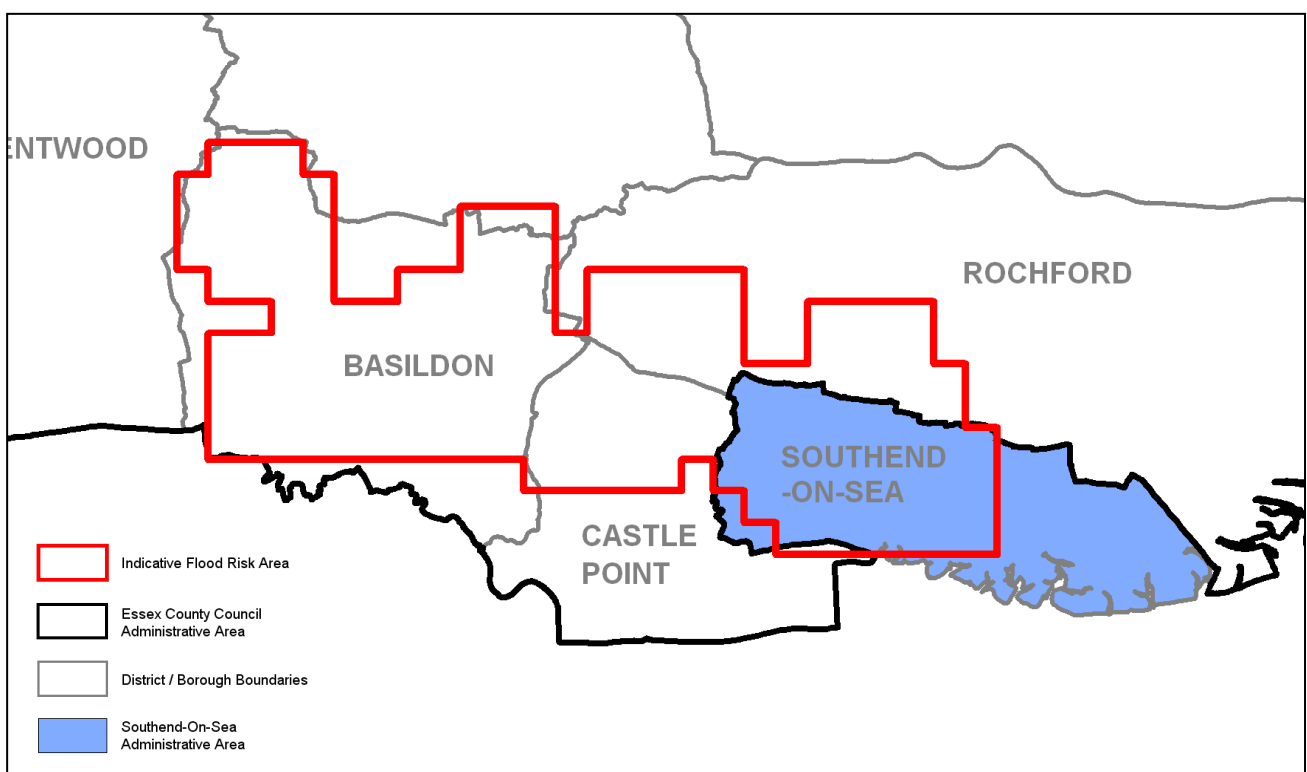 ENTWOOD
ROCHFORD
BASILDON
SOUTHEND
-ON-SEA
CASTLE
POINT
Indicative Flood Risk Area
Essex County Council
Administrative Area
District / Borough Boundaries
Southend-On-Sea
Administrative Area